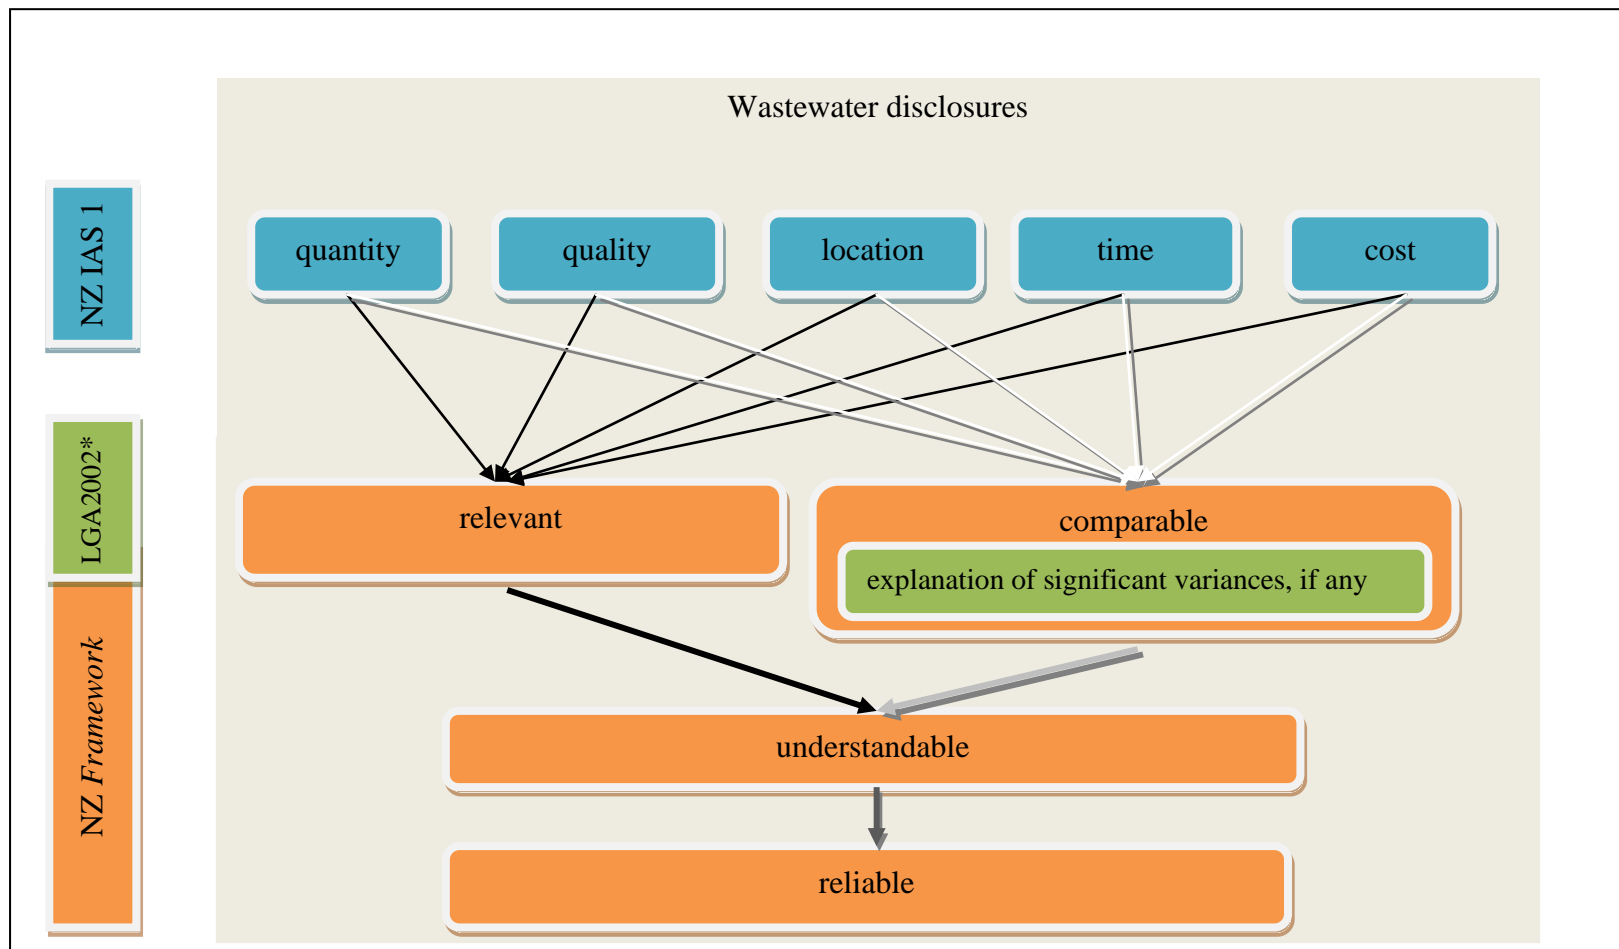 Wastewater disclosures
NZ IAS 1
quantity
quality
location
time
cost
LGA2002*
relevant
comparable
explanation of significant variances, if any
NZ Framework
understandable
reliable